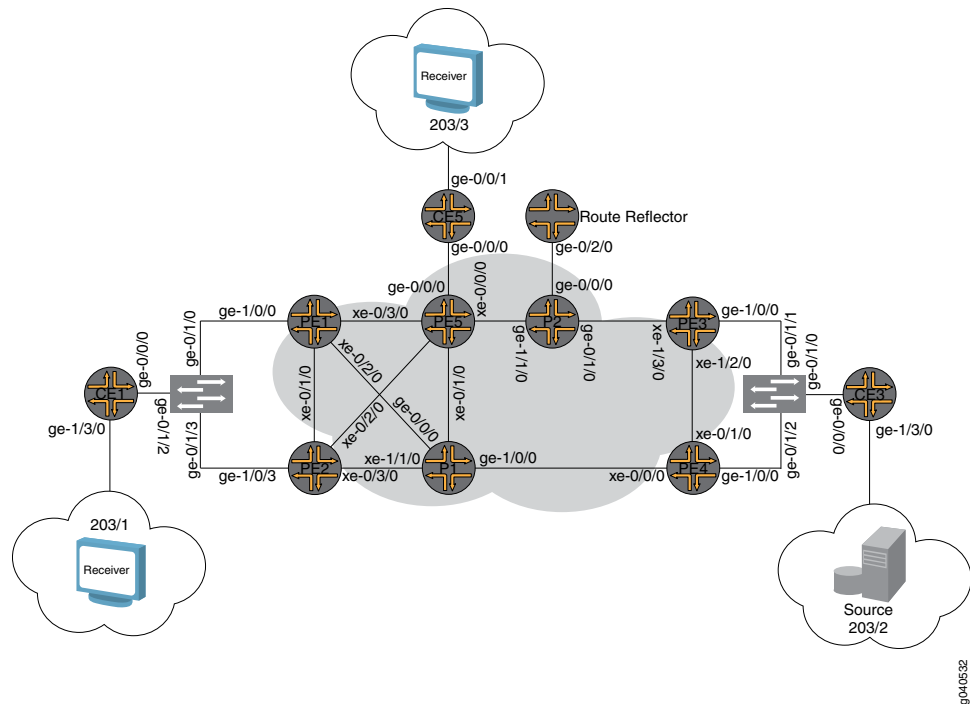 Receiver
203/3
ge-0/0/1
CE5
Route Reflector
ge-0/0/0
ge-0/2/0
ge-0/0/0
xe-0/0/0
ge-0/0/0
ge-1/0/0
PE1
xe-0/3/0
PE5
P2
PE3
ge-1/0/0
ge-0/1/0
ge-1/1/0
ge-0/1/0
xe-1/3/0
xe-1/2/0
ge-0/1/1
ge-0/1/0
ge-0/0/0
CE1
ge-0/1/2
ge-0/1/3
xe-0/1/0
xe-0/2/0
xe-0/2/0
ge-0/0/0
xe-0/1/0
CE3
ge-0/0/0
ge-1/3/0
ge-1/3/0
xe-0/1/0
ge-0/1/2
ge-1/0/3
PE2
xe-1/1/0
xe-0/3/0
P1
ge-1/0/0
xe-0/0/0
PE4
ge-1/0/0
203/1
Receiver
Source
203/2
g040532